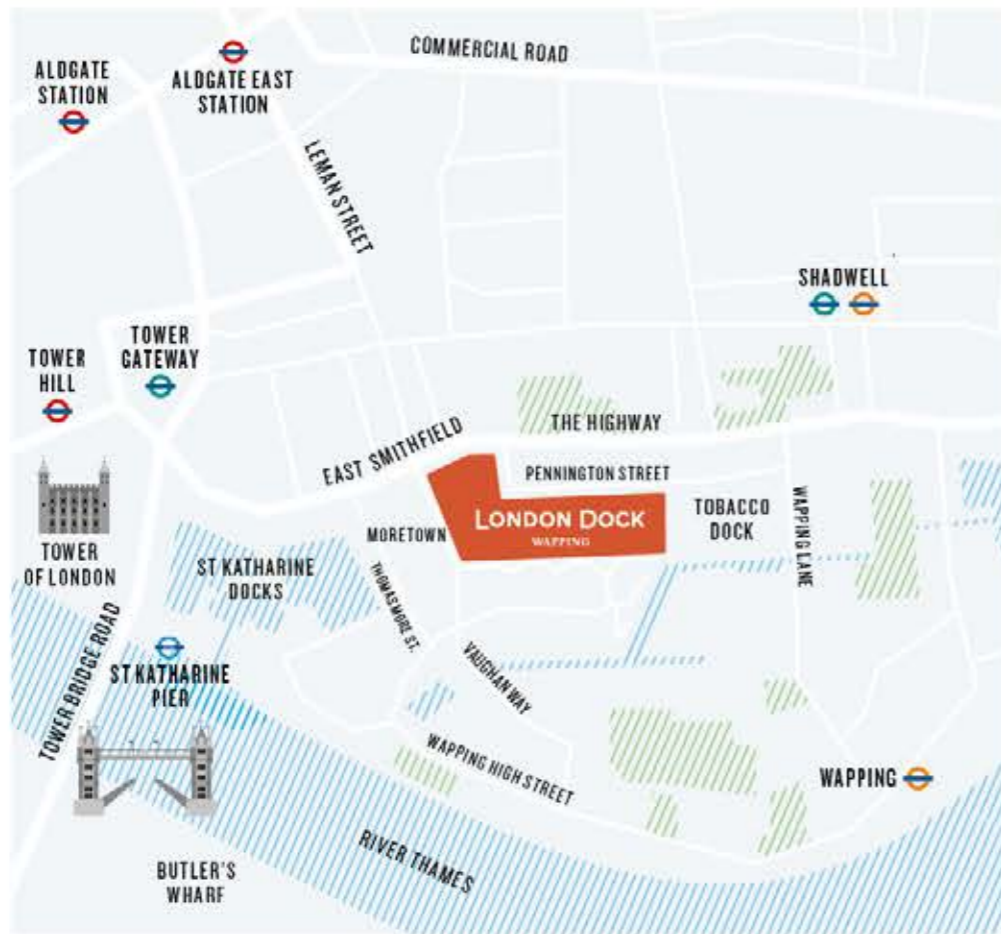 COMMERCIAL ROAD
ALDGATE
STATION
ALDGATE EAST
STATION
LEMAN STREET
SHADWELL
TOWER
GATEWAY
TOWER
HILL
THE HIGHWAY
EAST SMITHFIELD
PENNINGTON STREET
LONDON DOCK
WAPPING
TOBACCO
DOCK
WAPPING LANE
MORETOWN
TOWER
OF LONDON
ST KATHARINE
DOCKS
THOMAS MORE ST.
VAUGHAN WAY
TOWER BRIDGE ROAD
ST KATHARINE
PIER
WAPPING HIGH STREET
WAPPING
RIVER THAMES
BUTLER'S
WHARF